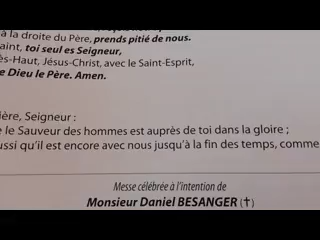 à la droite du Père, prends pitié de nous.
aint, toi seul es Seigneur,
ès-Haut, Jésus-Christ, avec le Saint-Esprit,
e Dieu le Père. Amen.
ière, Seigneur :
e le Sauveur des hommes est auprès de toi dans la gloire ;
ussi qu'il est encore avec nous jusqu'à la fin des temps, comme
Messe célébrée à l'intention de
Monsieur Daniel BESANGER (†)